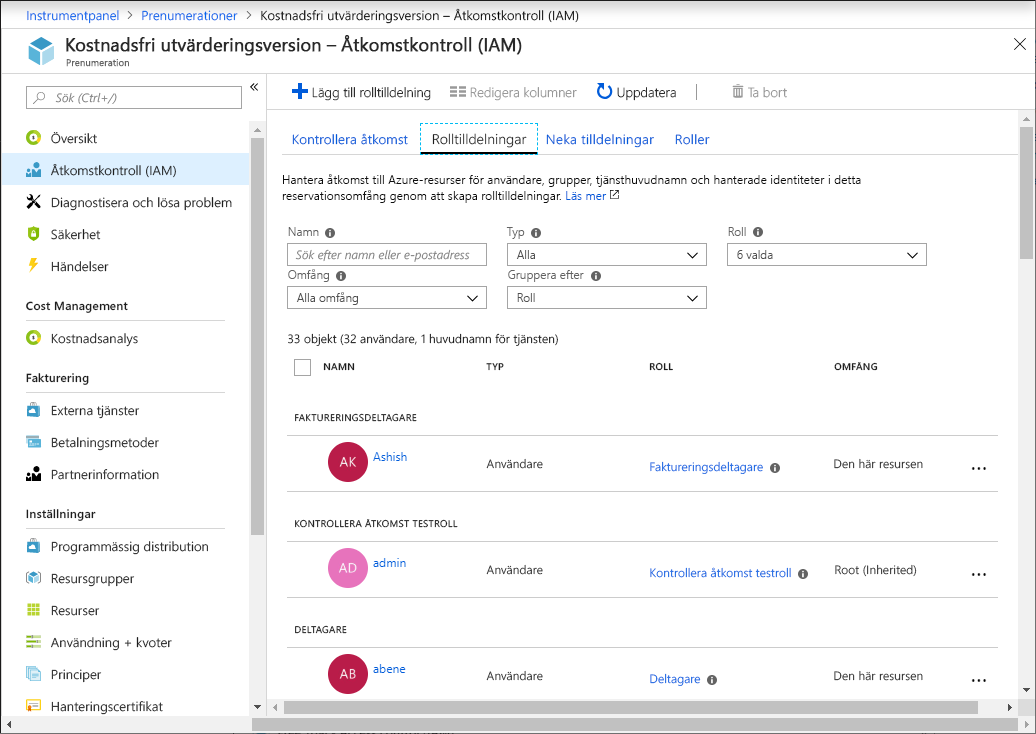 Instrumentpanel > Prenumerationer > Kostnadsfri utvärderingsversion – Åtkomstkontroll (IAM)
Kostnadsfri utvärderingsversion – Åtkomstkontroll (IAM)
Prenumeration
Sök (Ctrl+/)
Översikt
Åtkomstkontroll (IAM)
Diagnostisera och lösa problem
Säkerhet
Händelser
Cost Management
Kostnadsanalys
Fakturering
Externa tjänster
Betalningsmetoder
Partnerinformation
Inställningar
Programmässig distribution
Resursgrupper
Resurser
Användning + kvoter
Principer
Hanteringscertifikat
Lägg till rolltilldelning Redigera kolumner Uppdatera Ta bort
Kontrollera åtkomst Rolltilldelningar Neka tilldelningar Roller
Hantera åtkomst till Azure-resurser för användare, grupper, tjänsthuvudnamn och hanterade identiteter i detta
reservationsomfång genom att skapa rolltilldelningar. Läs mer
Namn Typ Roll
Sök efter namn eller e-postadress Alla 6 valda
Omfång Gruppera efter
Alla omfång Roll
33 objekt (32 användare, 1 huvudnamn för tjänsten)
NAMN TYP ROLL OMFÅNG
FAKTURERINGSDELTAGARE
AK Ashish Användare Faktureringsdeltagare Den här resursen ...
KONTROLLERA ÅTKOMST TESTROLL
AD admin Användare Kontrollera åtkomst testroll Root (Inherited) ...
DELTAGARE
AB abene Användare Deltagare Den här resursen ...